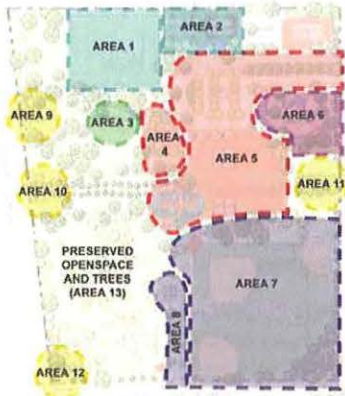 AREA 1
AREA 2
AREA 9
AREA 3
AREA
4
AREA 6
AREA 5
AREA 10
AREA 11
PRESERVED
OPENSPACE
AND TREES
(AREA 13)
AREA 7
AREA 8
AREA 12